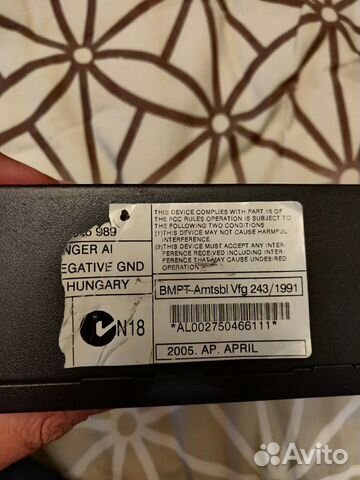 989
NGER AI
EGATIVE GND
HUNGARY
N18
THIS DEVICE COMPLIES WITH PART 15 OF
THE FCC RULES OPERATION IS SUBJECT TO
THE FOLLOWING TWO CONDITIONS
(1)THIS DEVICE MAY NOT CAUSE HARMFUL
INTERFERENCE.
(2)THIS DEVICE MUST ACCEPT ANY INTER-
FERENCE RECEIVED INCLUDING INTER-
FERENCE THAT MAY CAUSE UNDESIRED
OPERATION.
BMPT-Amtsbl Vfg 243/1991
*AL002750466111*
2005. AP. APRIL
Avito